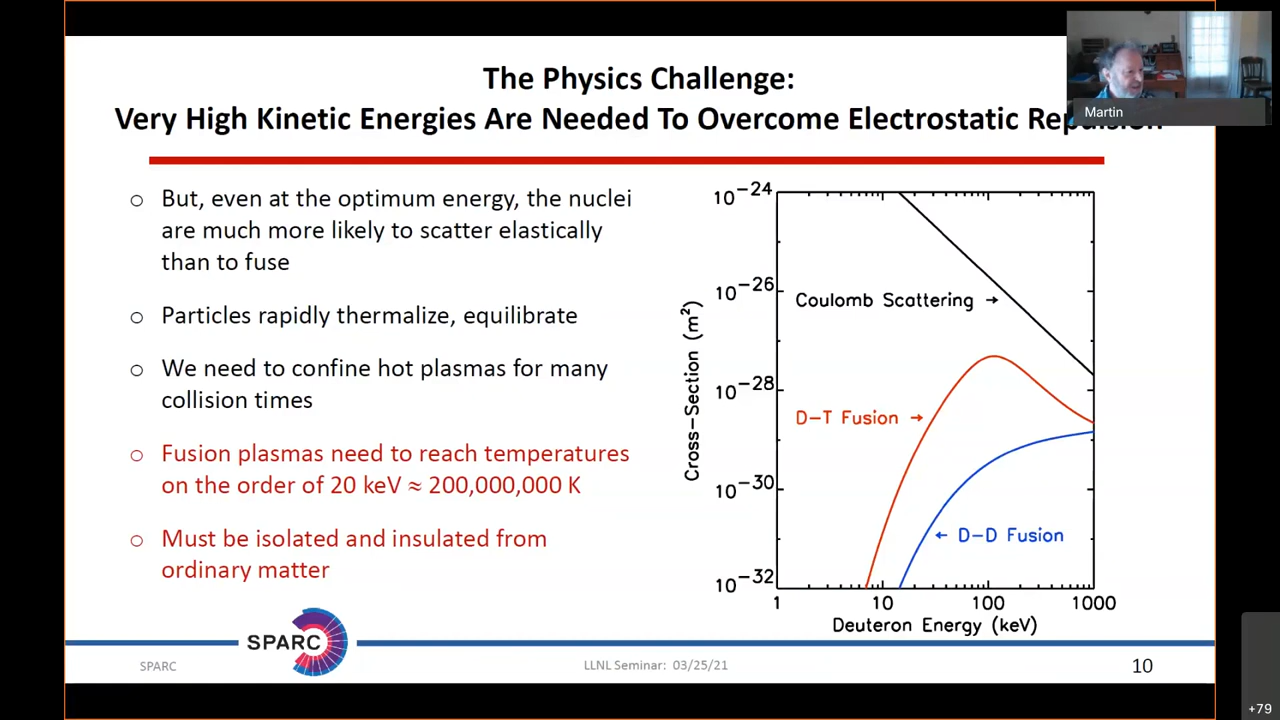 The Physics Challenge:
Very High Kinetic Energies Are Needed To Overcome Electrostatic Repulsion
Martin
○ But, even at the optimum energy, the nuclei
are much more likely to scatter elastically
than to fuse
○ Particles rapidly thermalize, equilibrate
○ We need to confine hot plasmas for many
collision times
○ Fusion plasmas need to reach temperatures
on the order of 20 keV ≈ 200,000,000 K
○ Must be isolated and insulated from
ordinary matter
Cross-Section (m²)
10⁻²⁴
10⁻²⁶
10⁻²⁸
10⁻³⁰
10⁻³²
Coulomb Scattering →
D-T Fusion →
← D-D Fusion
1 10 100 1000
Deuteron Energy (keV)
SPARC
SPARC
LLNL Seminar: 03/25/21
10
+79